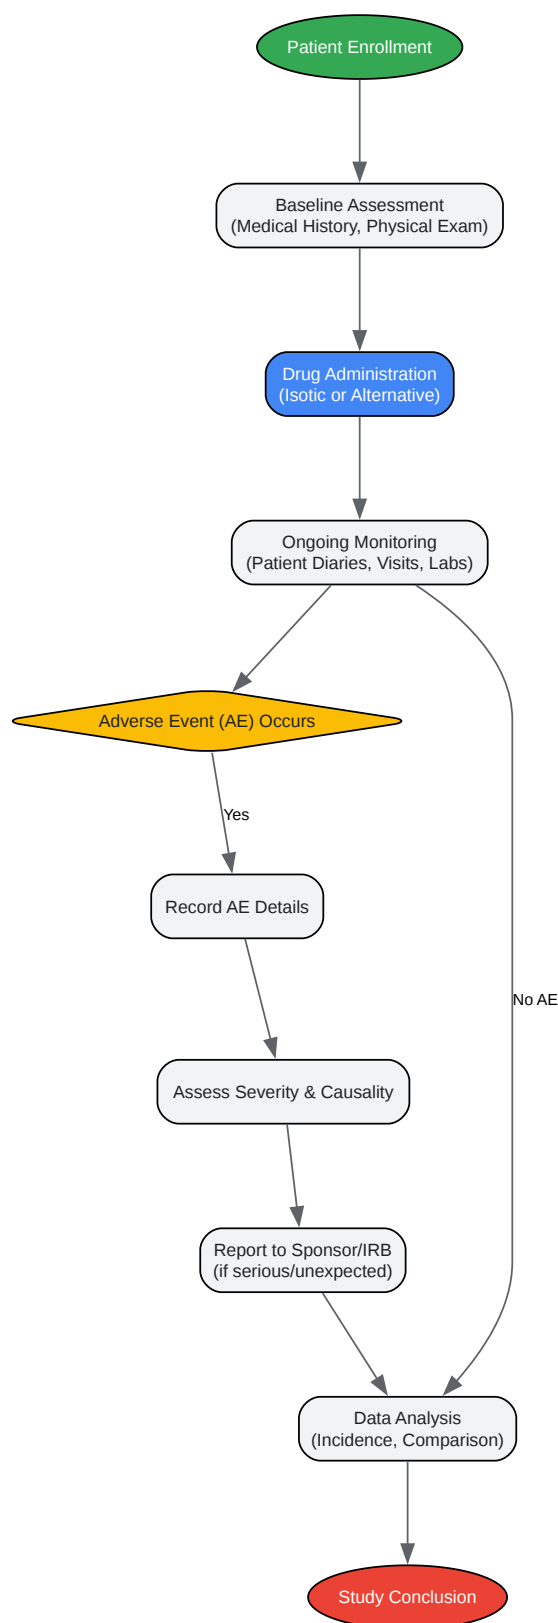 Patient Enrollment
Baseline Assessment
(Medical History, Physical Exam)
Drug Administration
(Isotic or Alternative)
Ongoing Monitoring
(Patient Diaries, Visits, Labs)
Adverse Event (AE) Occurs
Yes
Record AE Details
No AE
Assess Severity & Causality
Report to Sponsor/IRB
(if serious/unexpected)
Data Analysis
(Incidence, Comparison)
Study Conclusion